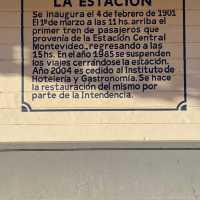 LA ESTACIÓN
Se inaugura el 4 de febrero de 1901
El 1º de marzo a las 11 hs. arriba el
primer tren de pasajeros que
provenía de la Estación Central
Montevideo, regresando a las
15 hs. En el año 1985 se suspenden
los viajes cerrándose la estación.
Año 2004 es cedido al Instituto de
Hotelería y Gastronomía. Se hace
la restauración del mismo por
parte de la Intendencia.